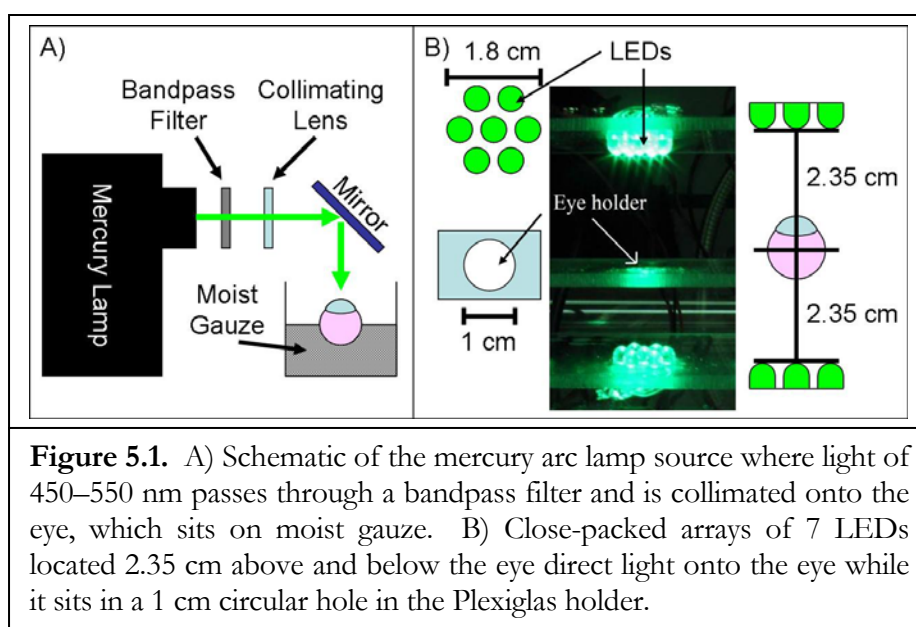 A)
Bandpass
Filter
Collimating
Lens
Mirror
Mercury Lamp
Moist
Gauze
B)
1.8 cm
LEDs
Eye holder
1 cm
2.35 cm
2.35 cm
Figure 5.1. A) Schematic of the mercury arc lamp source where light of
450–550 nm passes through a bandpass filter and is collimated onto the
eye, which sits on moist gauze. B) Close-packed arrays of 7 LEDs
located 2.35 cm above and below the eye direct light onto the eye while
it sits in a 1 cm circular hole in the Plexiglas holder.